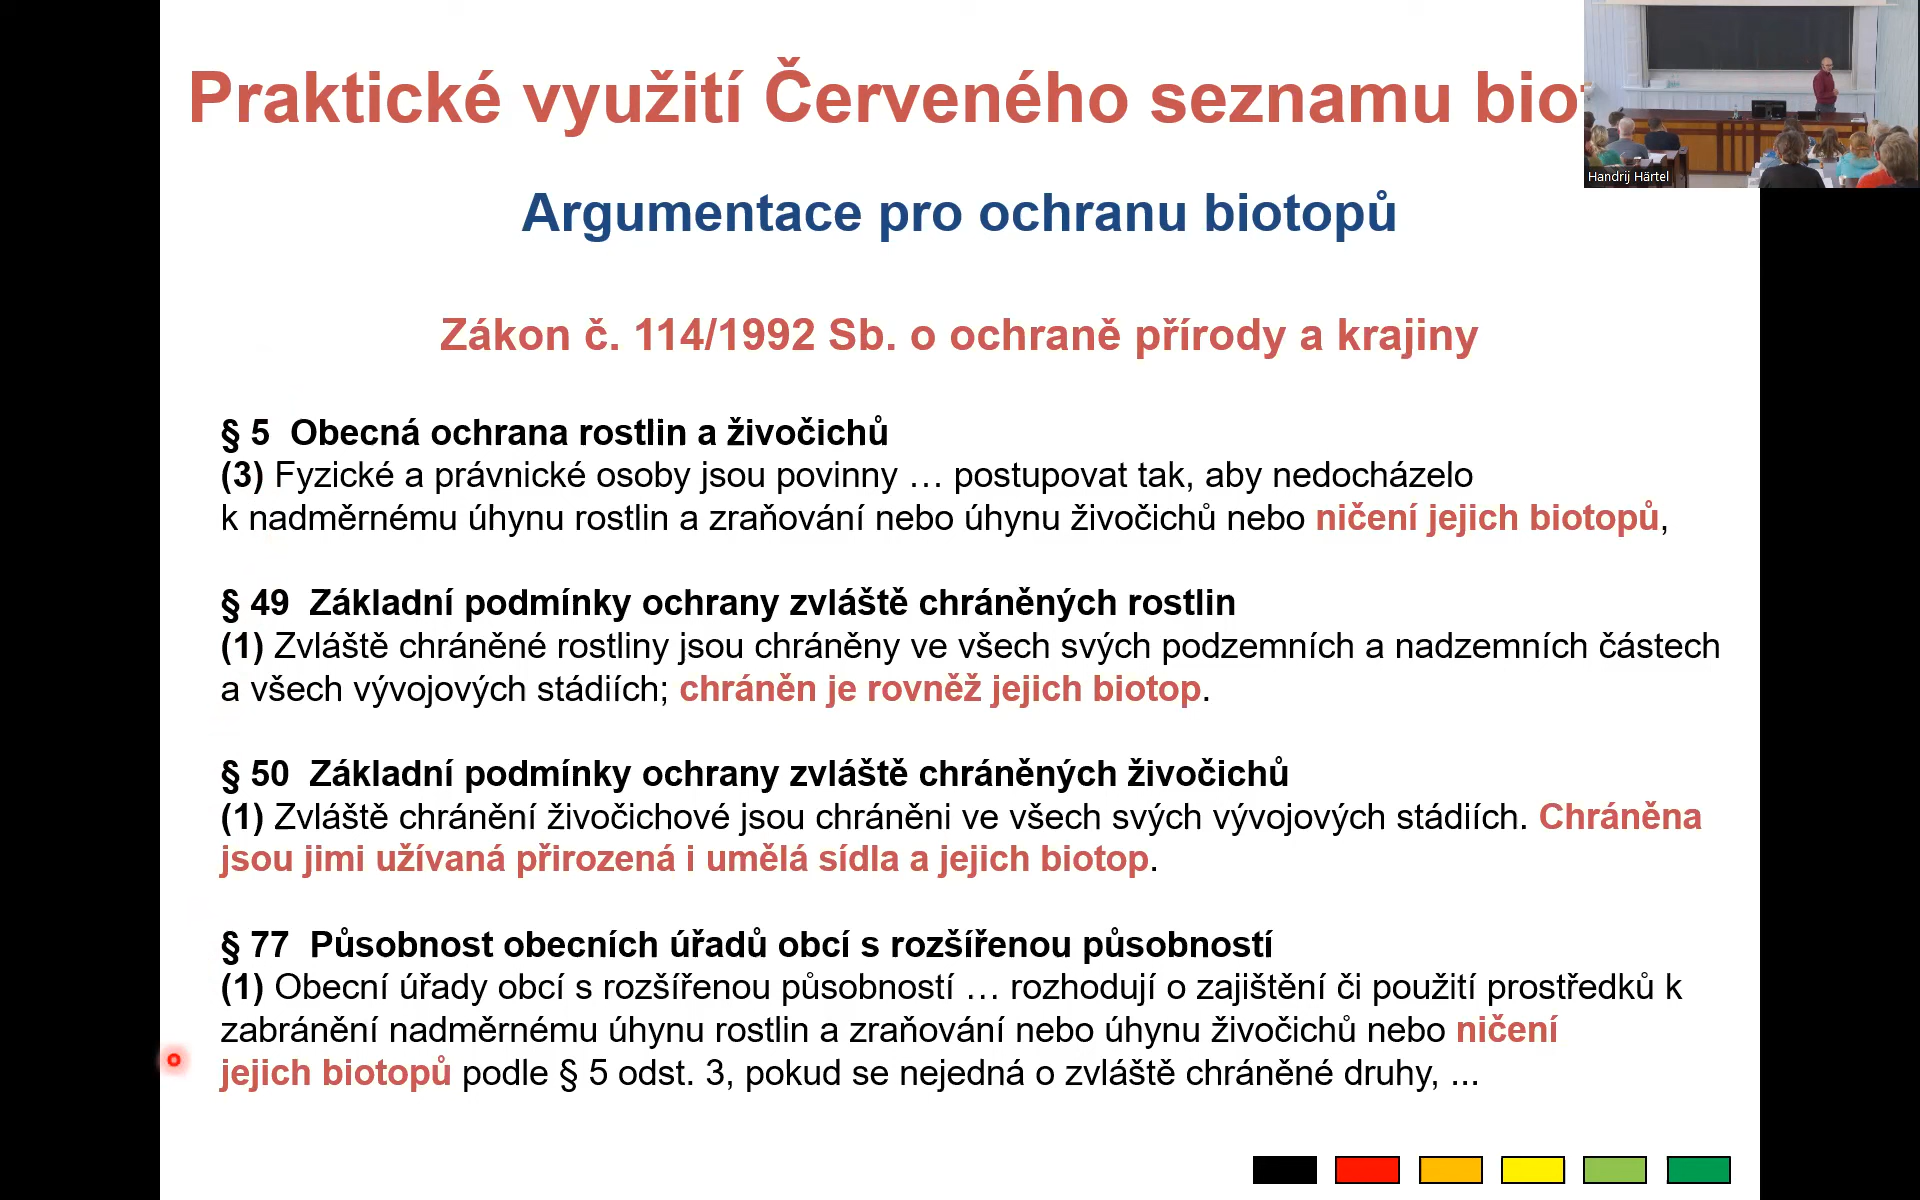 Praktické využití Červeného seznamu
Handrij Härtel
Argumentace pro ochranu biotopů
Zákon č. 114/1992 Sb. o ochraně přírody a krajiny
§ 5 Obecná ochrana rostlin a živočichů
(3) Fyzické a právnické osoby jsou povinny … postupovat tak, aby nedocházelo
k nadměrnému úhynu rostlin a zraňování nebo úhynu živočichů nebo ničení jejich biotopů,
§ 49 Základní podmínky ochrany zvláště chráněných rostlin
(1) Zvláště chráněné rostliny jsou chráněny ve všech svých podzemních a nadzemních částech
a všech vývojových stádiích; chráněn je rovněž jejich biotop.
§ 50 Základní podmínky ochrany zvláště chráněných živočichů
(1) Zvláště chránění živočichové jsou chráněni ve všech svých vývojových stádiích. Chráněna
jsou jimi užívaná přirozená i umělá sídla a jejich biotop.
§ 77 Působnost obecních úřadů obcí s rozšířenou působností
(1) Obecní úřady obcí s rozšířenou působností … rozhodují o zajištění či použití prostředků k
zabránění nadměrnému úhynu rostlin a zraňování nebo úhynu živočichů nebo ničení
jejich biotopů podle § 5 odst. 3, pokud se nejedná o zvláště chráněné druhy, ...